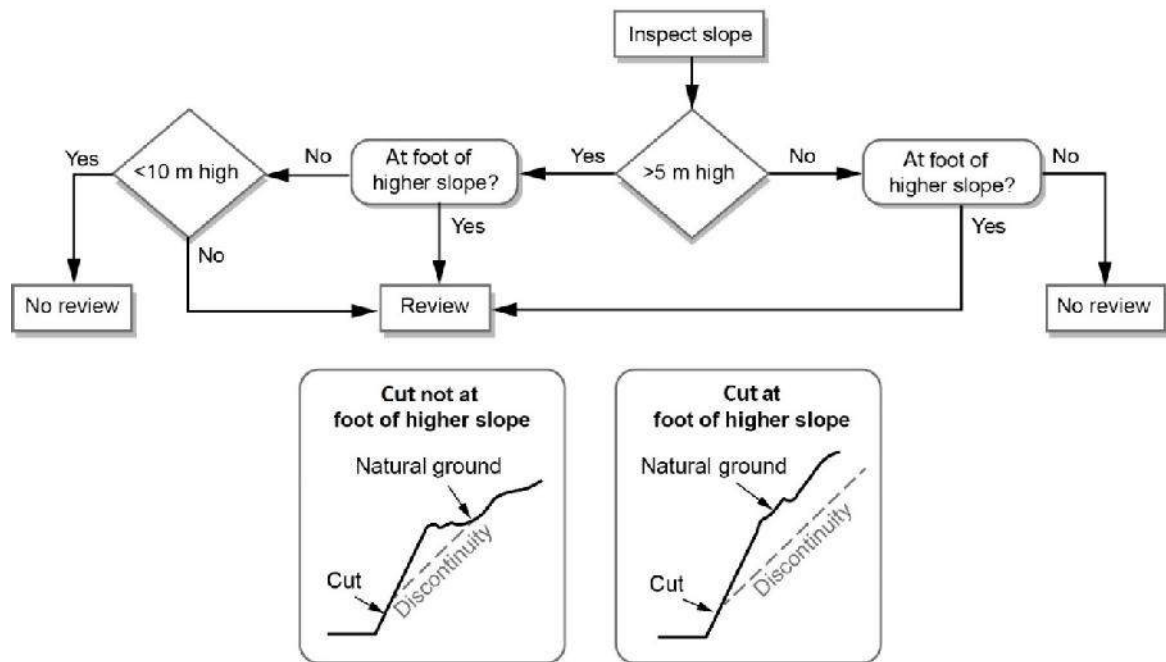 Inspect slope
Yes
<10 m high
No
At foot of
higher slope?
Yes
>5 m high
No
At foot of
higher slope?
No
No
Yes
Yes
No review
Review
No review
Cut not at
foot of higher slope
Natural ground
Discontinuity
Cut
Cut at
foot of higher slope
Natural ground
Discontinuity
Cut